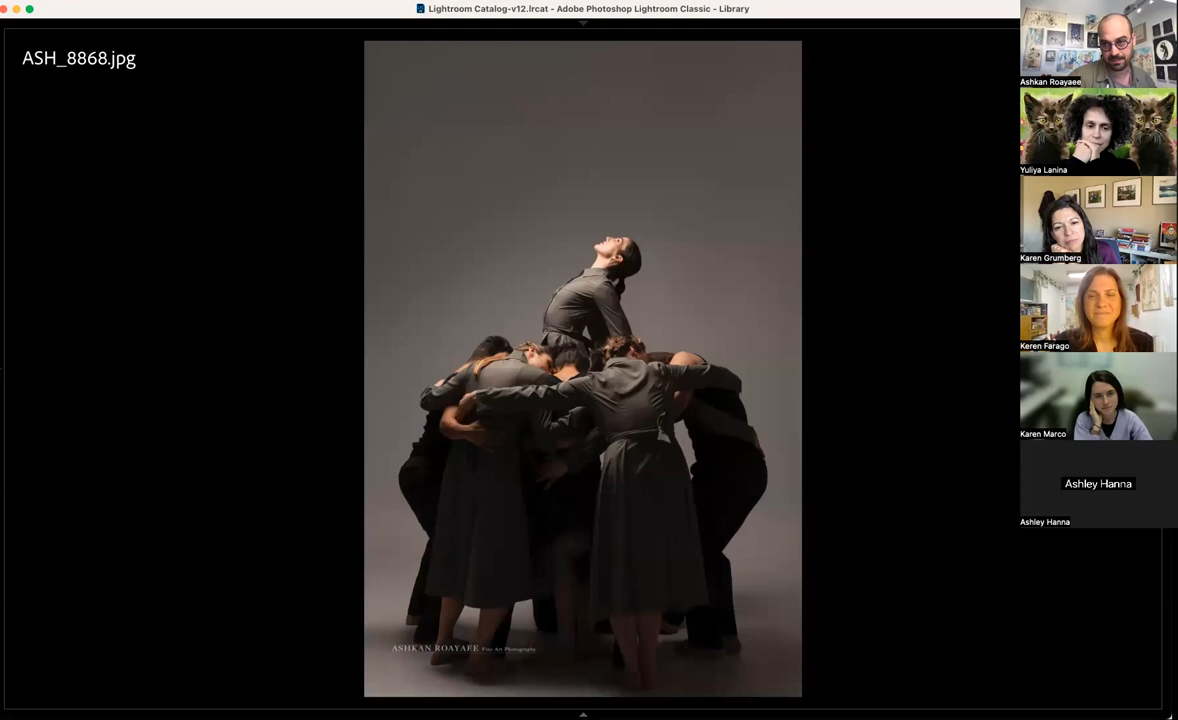 Lightroom Catalog-v12.lrcat - Adobe Photoshop Lightroom Classic - Library
ASH_8868.jpg
ASHKAN ROAYAEE Fine Art Photography
Ashkan Roayaee
Yuliya Lanina
Karen Grumberg
Keren Farago
Karen Marco
Ashley Hanna
Ashley Hanna